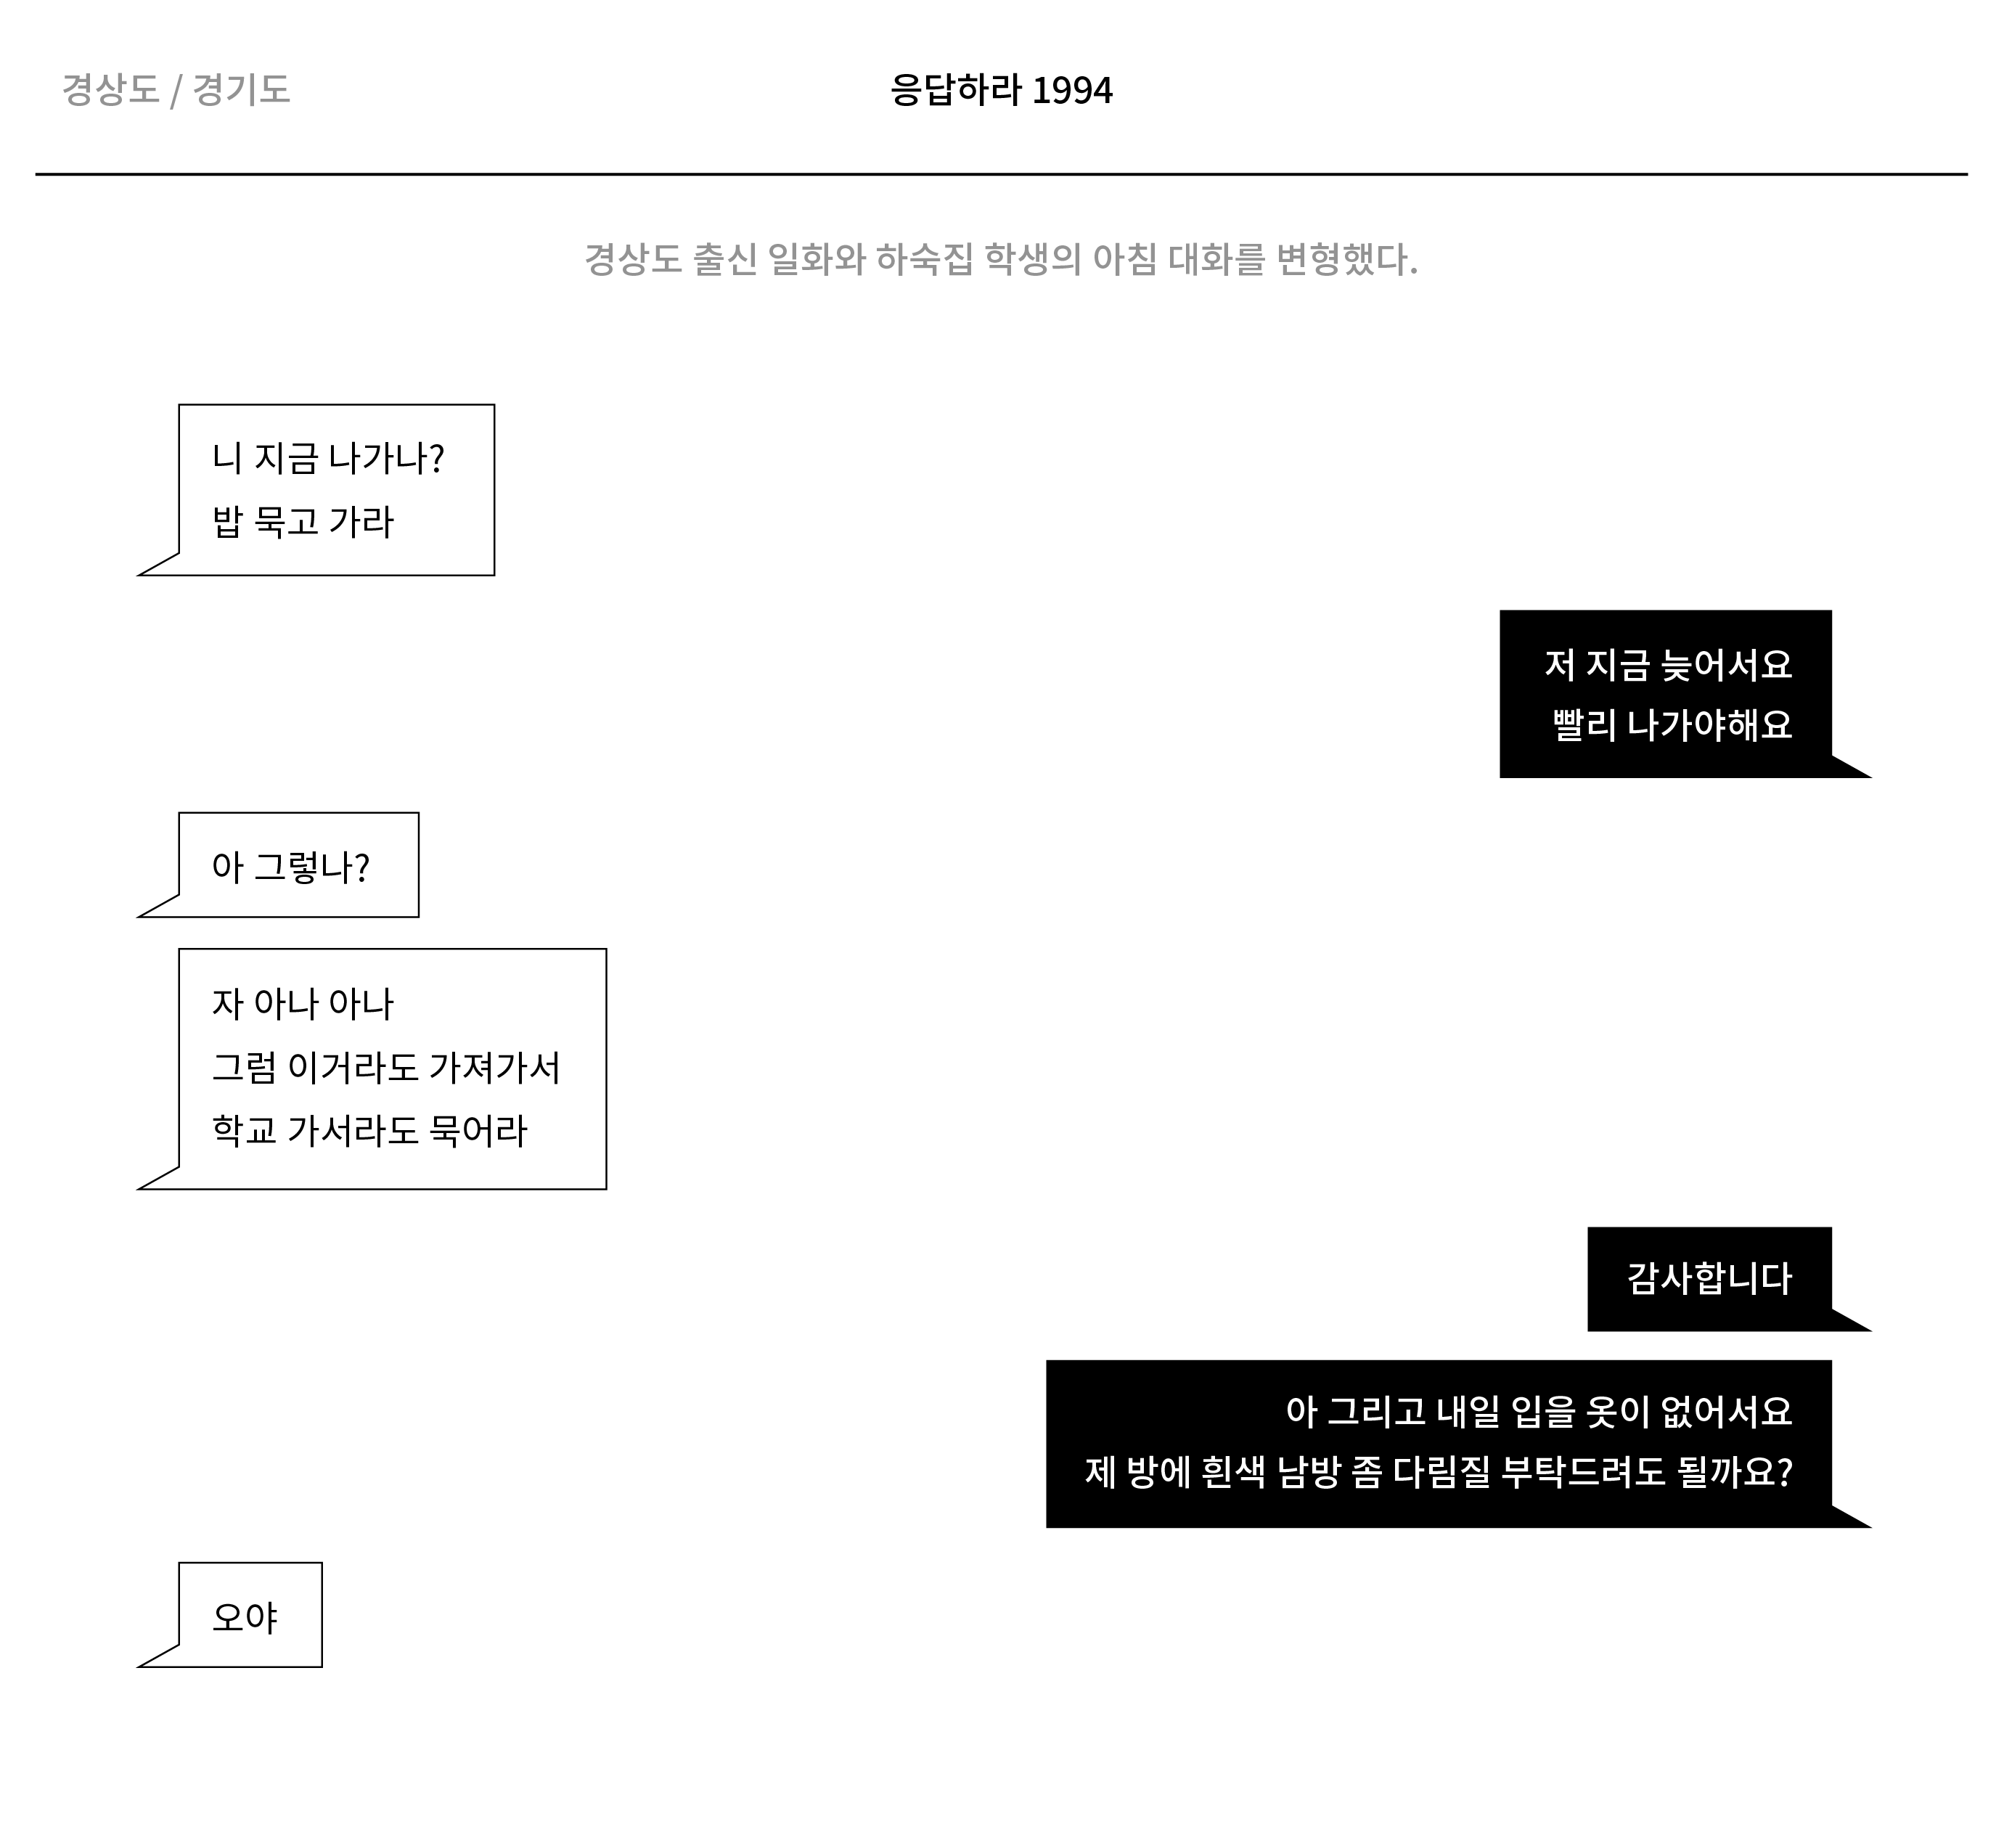 경상도 / 경기도
응답하라 1994
경상도 출신 일화와 하숙집 학생의 아침 대화를 변형했다.
니 지금 나가나?
밥 묵고 가라
저 지금 늦어서요
빨리 나가야해요
아 그렇나?
자 아나 아나
그럼 이거라도 가져가서
학교 가서라도 묵어라
감사합니다
아 그리고 내일 입을 옷이 없어서요
제 방에 흰색 남방 좀 다림질 부탁드려도 될까요?
오야